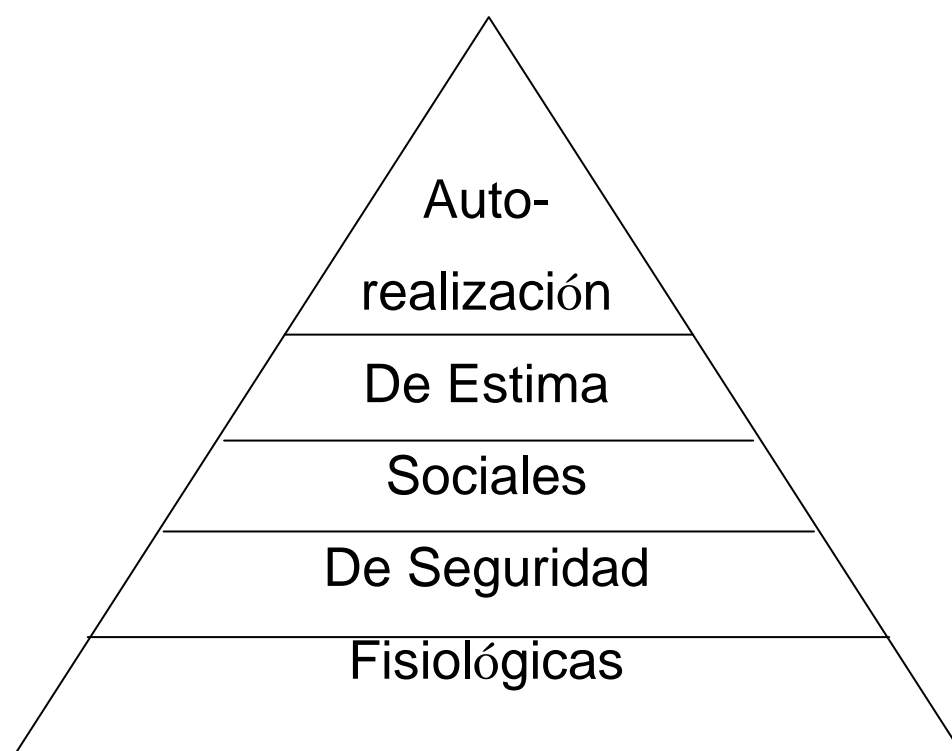 Auto-
realización
De Estima
Sociales
De Seguridad
Fisiológicas